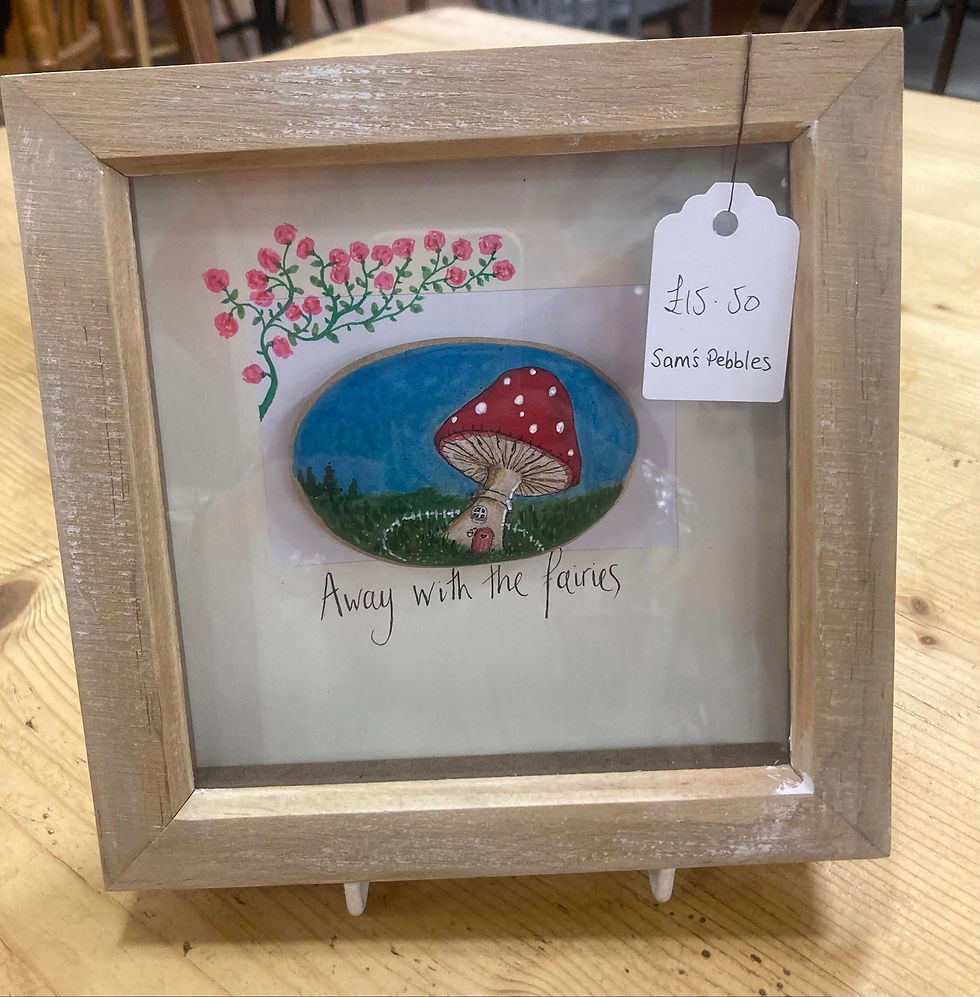 £15.50
Sam's Pebbles
Away with the fairies